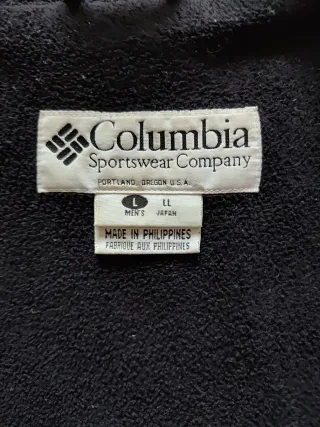 Columbia
Sportswear Company
PORTLAND, OREGON U.S.A.
L LL
MEN'S JAPAN
MADE IN PHILIPPINES
FABRIQUE AUX PHILIPPINES